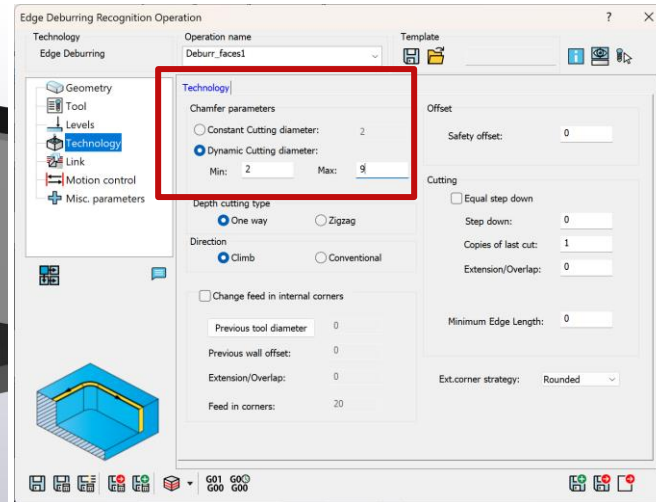 Edge Deburring Recognition Operation ? ×
Technology
Edge Deburring
Operation name
Deburr_faces1
Template
Geometry
Tool
Levels
Technology
Link
Motion control
Misc. parameters
Technology
Chamfer parameters
Constant Cutting diameter: 2
Dynamic Cutting diameter:
Min: 2 Max: 9
Depth cutting type
One way Zigzag
Direction
Climb Conventional
Change feed in internal corners
Previous tool diameter 0
Previous wall offset: 0
Extension/Overlap: 0
Feed in corners: 20
Offset
Safety offset: 0
Cutting
Equal step down
Step down: 0
Copies of last cut: 1
Extension/Overlap: 0
Minimum Edge Length: 0
Ext.corner strategy: Rounded
G01 G00
G00 G00